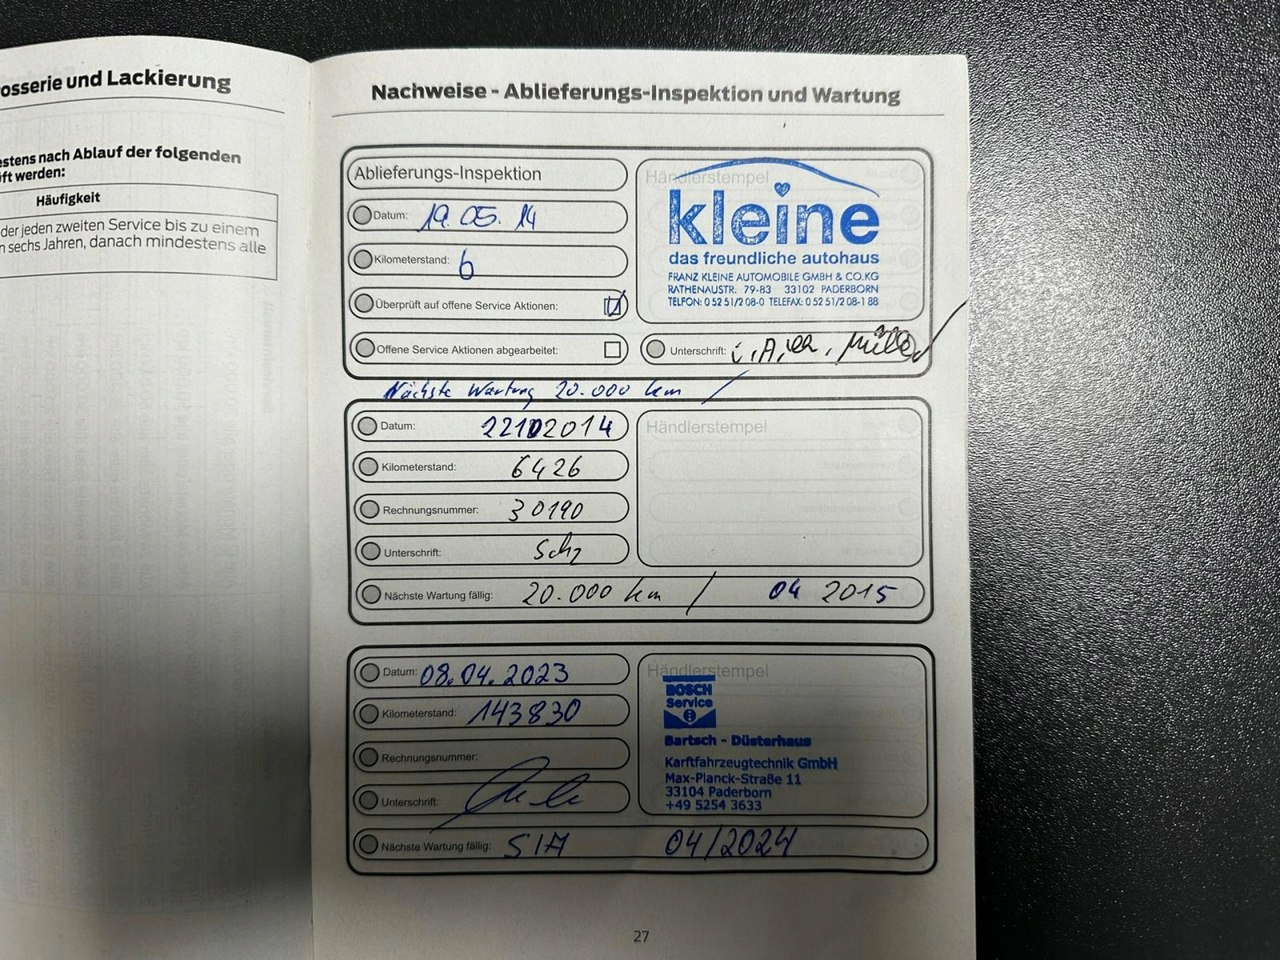 osserie und Lackierung
estens nach Ablauf der folgenden
ift werden:
Häufigkeit
der jeden zweiten Service bis zu einem
n sechs Jahren, danach mindestens alle
Nachweise - Ablieferungs-Inspektion und Wartung
Ablieferungs-Inspektion
Datum: 19.05.14
Kilometerstand: 6
Überprüft auf offene Service Aktionen:
Offene Service Aktionen abgearbeitet:
Händlerstempel
kleine
das freundliche autohaus
FRANZ KLEINE AUTOMOBILE GMBH & CO.KG
RATHENAUSTR. 79-83 33102 PADERBORN
TELFON: 0 52 51/2 08-0 TELEFAX: 0 52 51/2 08-1 88
Unterschrift: i.A. Müller
Nächste Wartung 20.000 km /
Datum: 22102014
Kilometerstand: 6426
Rechnungsnummer: 30190
Unterschrift: Schz
Nächste Wartung fällig: 20.000 km / 04 2015
Händlerstempel
Datum: 08.04.2023
Kilometerstand: 143830
Rechnungsnummer:
Unterschrift:
Nächste Wartung fällig: SIA 04/2024
Händlerstempel
BOSCH
Service
Bartsch - Düsterhaus
Karftfahrzeugtechnik GmbH
Max-Planck-Straße 11
33104 Paderborn
+49 5254 3633
27